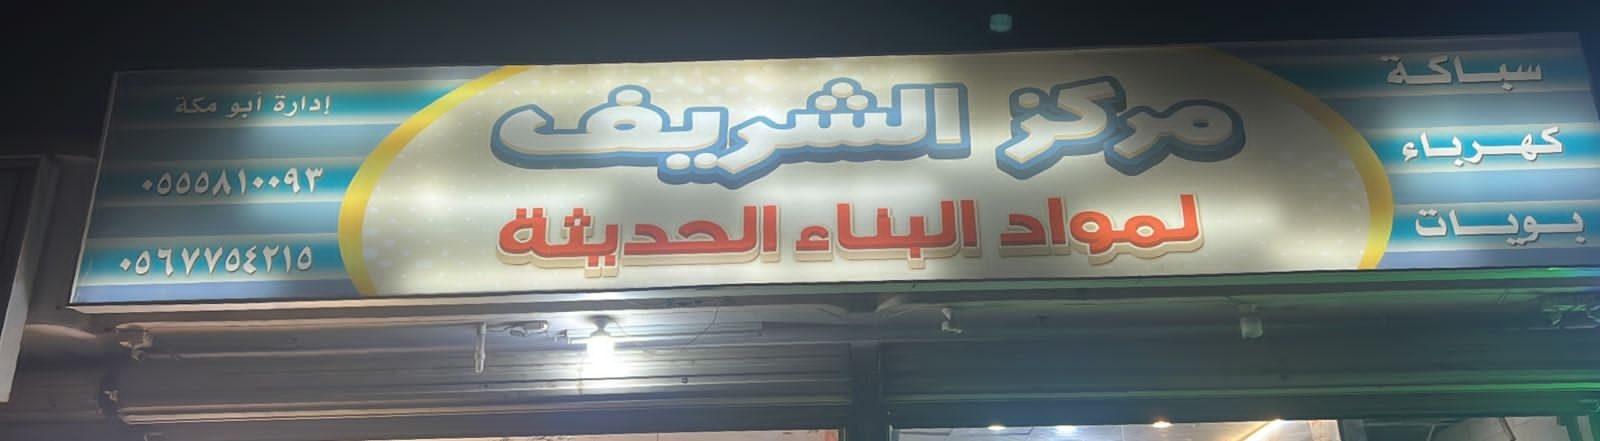 مركز الشريف
لمواد البناء الحديثة
سباكة
كهرباء
بويات
إدارة أبو مكة
٠٥٥٥٨١٠٠٩٣
٠٥٦٧٧٥٤٢١٥